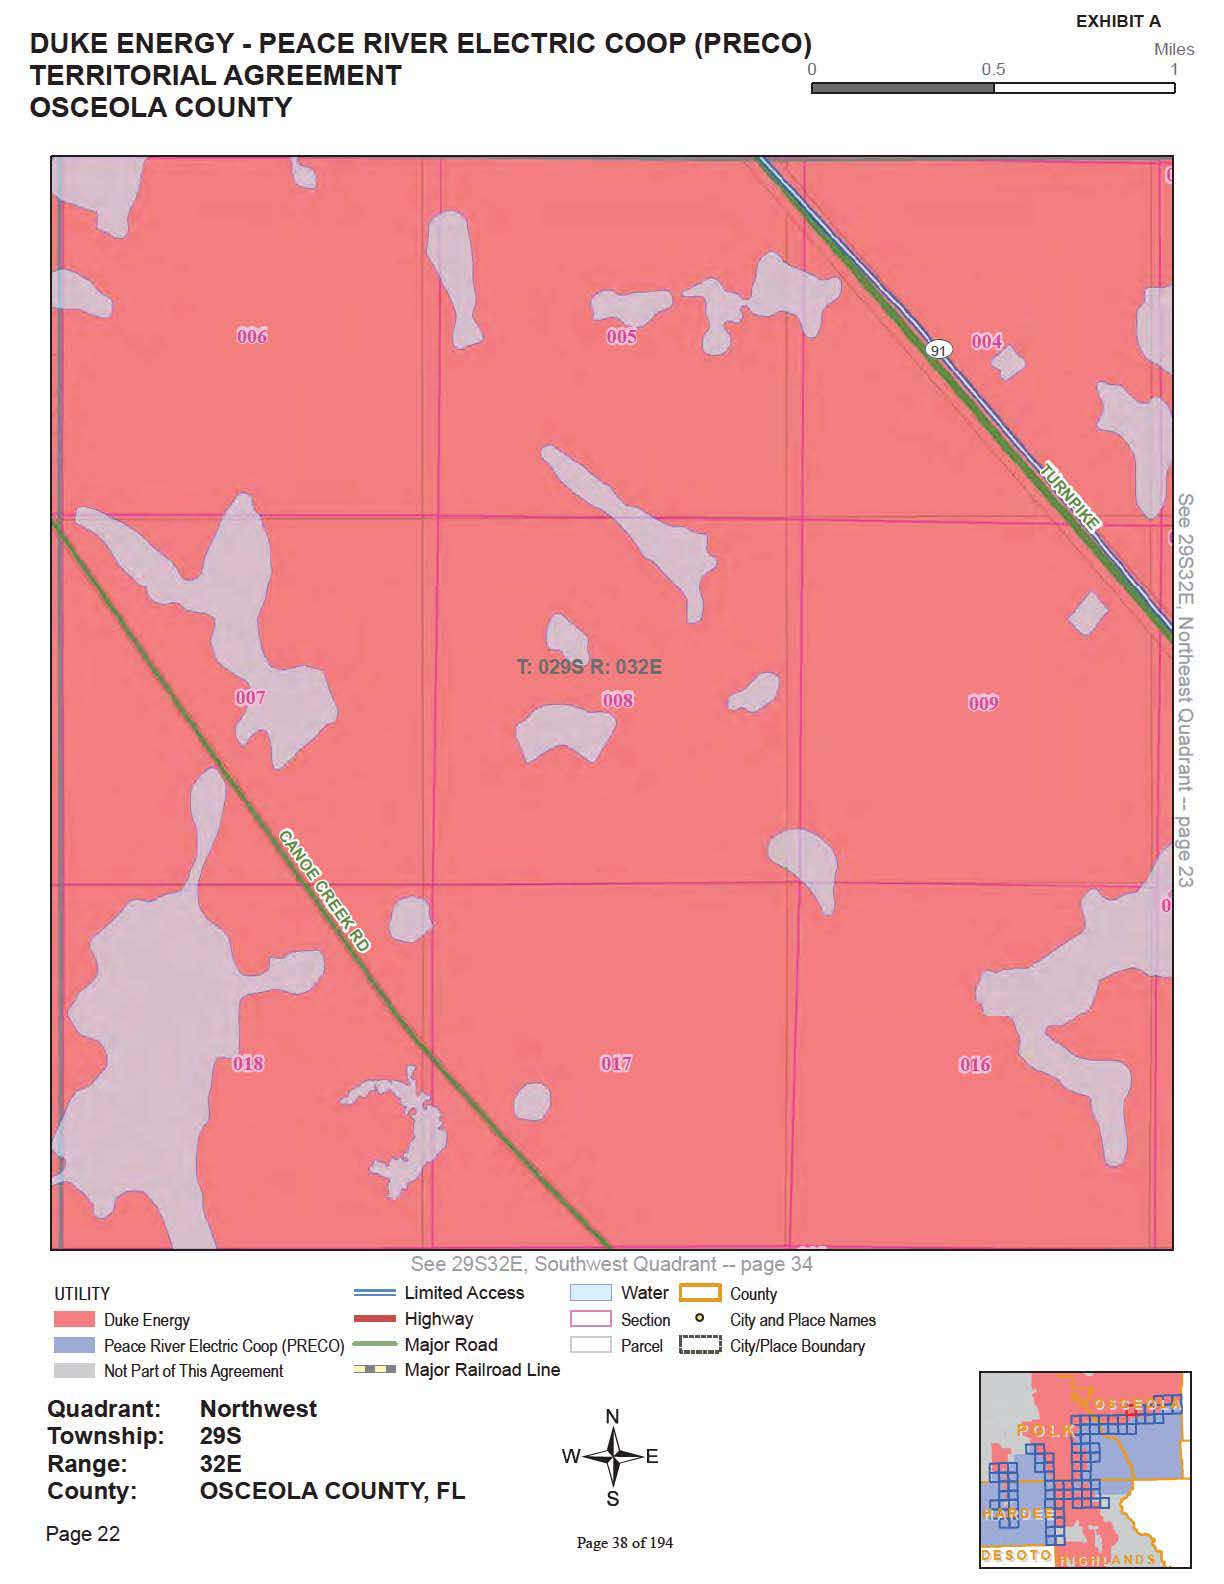 EXHIBIT A
DUKE ENERGY - PEACE RIVER ELECTRIC COOP (PRECO)
TERRITORIAL AGREEMENT
OSCEOLA COUNTY
Miles
0 0.5 1
006
005
004
91
TURNPIKE
See 29S32E, Northeast Quadrant -- page 23
T: 029S R: 032E
007
008
009
CANOE CREEK RD
018
017
016
See 29S32E, Southwest Quadrant -- page 34
UTILITY
Duke Energy
Peace River Electric Coop (PRECO)
Not Part of This Agreement
Limited Access
Highway
Major Road
Major Railroad Line
Water
Section
Parcel
County
City and Place Names
City/Place Boundary
Quadrant: Northwest
Township: 29S
Range: 32E
County: OSCEOLA COUNTY, FL
Page 22
N
W E
S
Page 38 of 194
OSCEOLA
POLK
HARDEE
DESOTO
HIGHLANDS